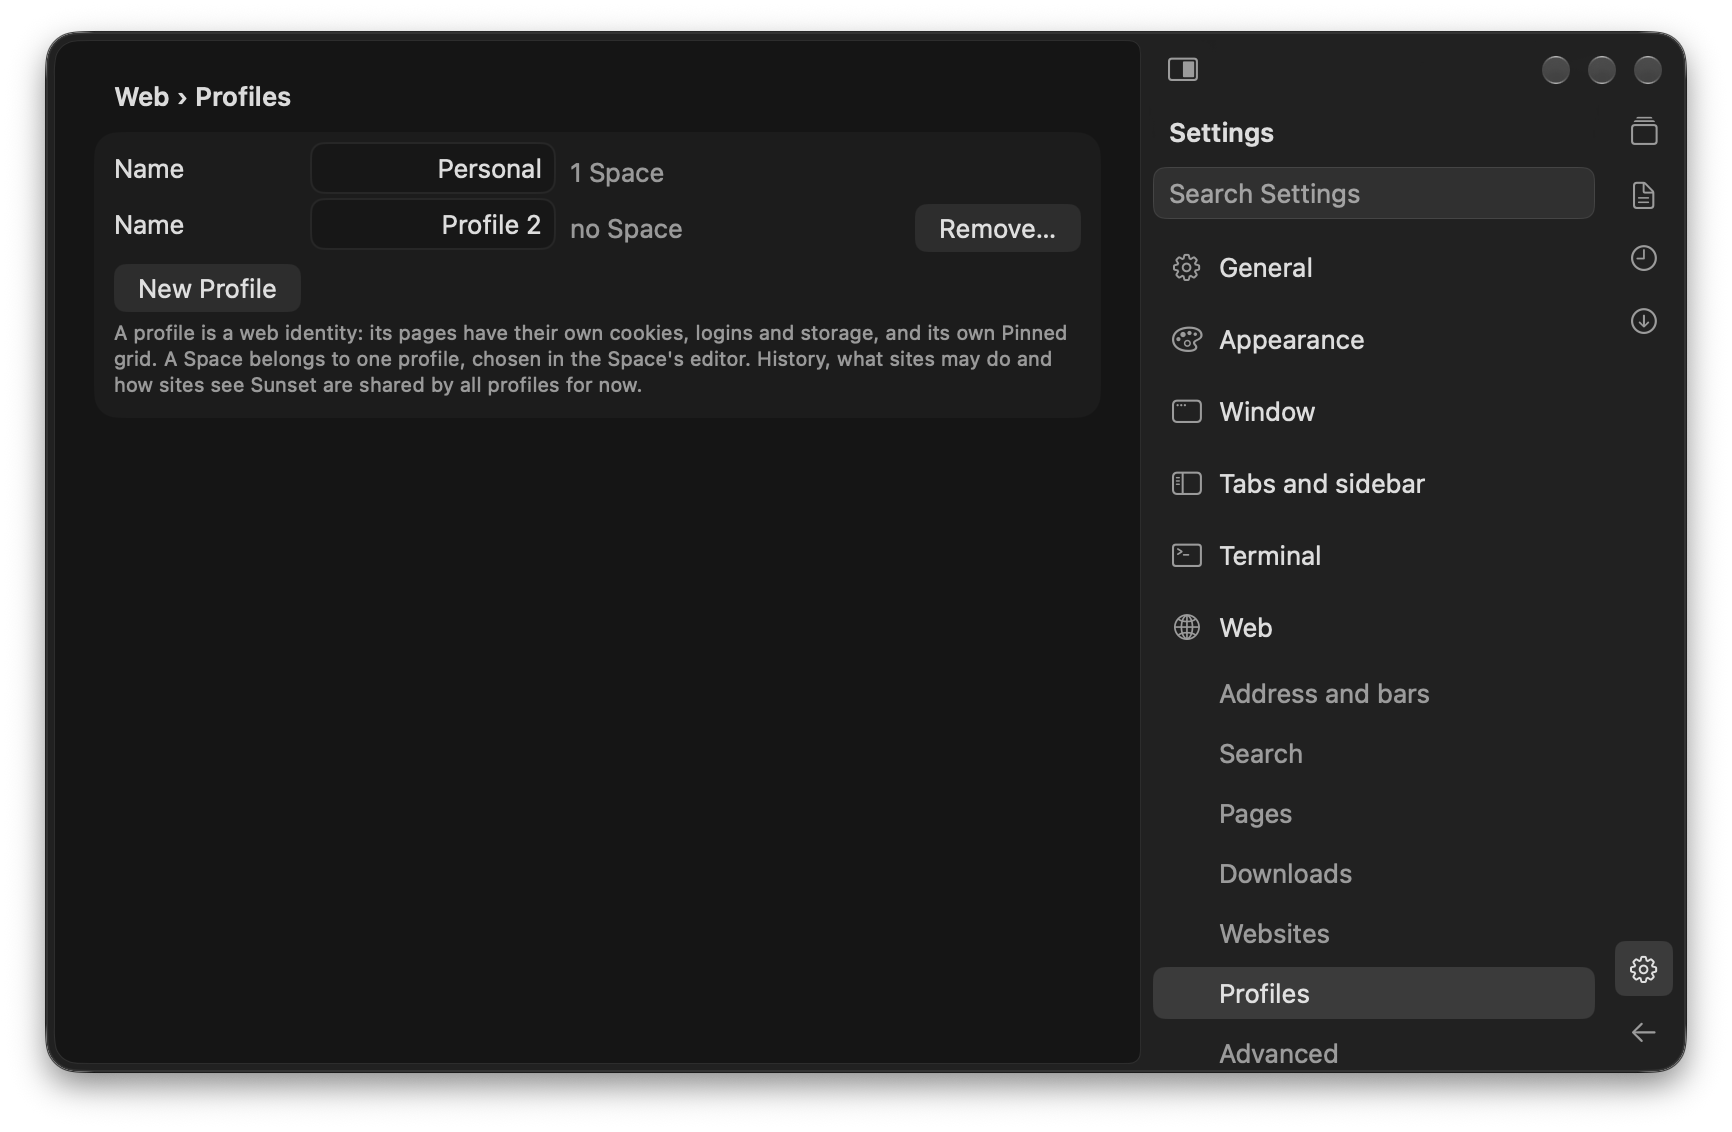 Web › Profiles
Name
Personal
1 Space
Name
Profile 2
no Space
Remove...
New Profile
A profile is a web identity: its pages have their own cookies, logins and storage, and its own Pinned
grid. A Space belongs to one profile, chosen in the Space's editor. History, what sites may do and
how sites see Sunset are shared by all profiles for now.
Settings
Search Settings
General
Appearance
Window
Tabs and sidebar
Terminal
Web
Address and bars
Search
Pages
Downloads
Websites
Profiles
Advanced